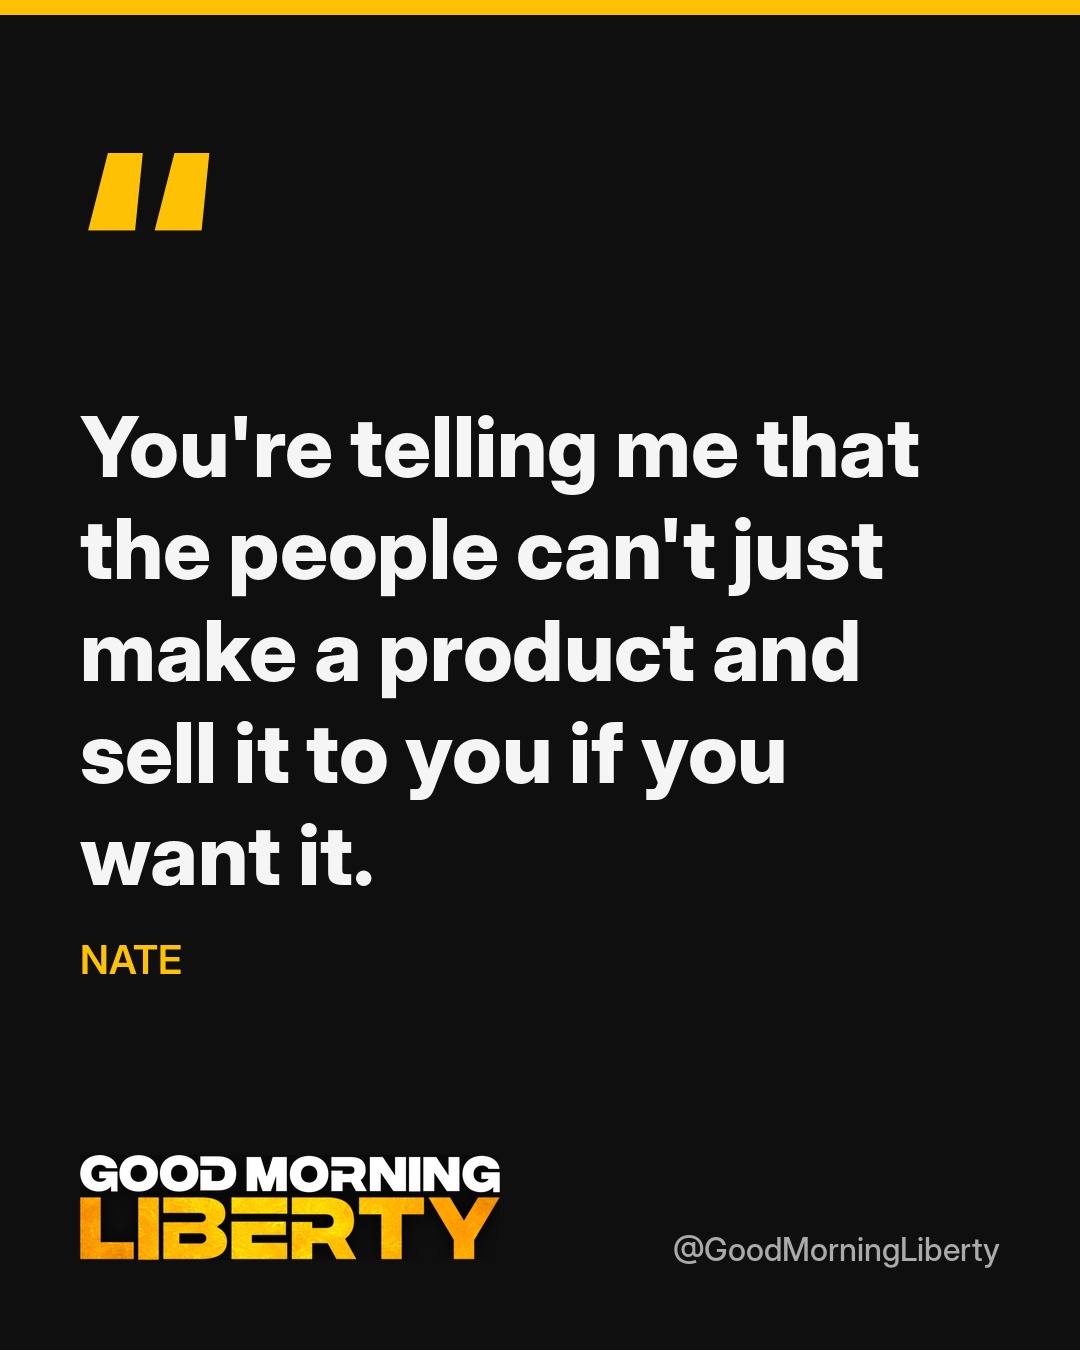 "
You're telling me that
the people can't just
make a product and
sell it to you if you
want it.
NATE
GOOD MORNING
LIBERTY
@GoodMorningLiberty